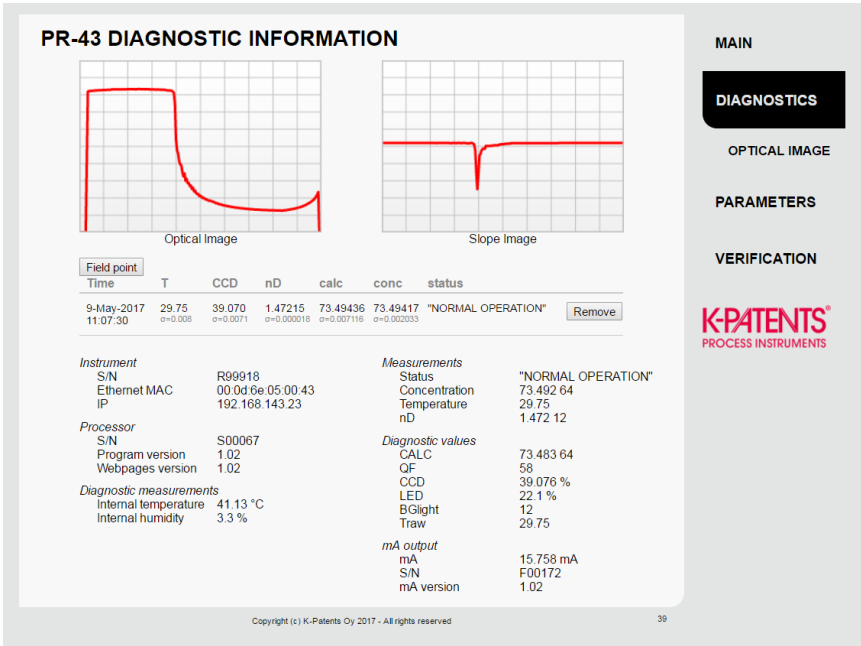 PR-43 DIAGNOSTIC INFORMATION
MAIN
DIAGNOSTICS
OPTICAL IMAGE
PARAMETERS
VERIFICATION
K-PATENTS®
PROCESS INSTRUMENTS
Optical Image
Slope Image
Field point
Time T CCD nD calc conc status
9-May-2017 29.75 39.070 1.47215 73.49436 73.49417 "NORMAL OPERATION" Remove
11:07:30 σ=0.008 σ=0.0071 σ=0.000018 σ=0.007116 σ=0.002033
Instrument
S/N R99918
Ethernet MAC 00:0d:6e:05:00:43
IP 192.168.143.23
Processor
S/N S00067
Program version 1.02
Webpages version 1.02
Diagnostic measurements
Internal temperature 41.13 °C
Internal humidity 3.3 %
Measurements
Status "NORMAL OPERATION"
Concentration 73.492 64
Temperature 29.75
nD 1.472 12
Diagnostic values
CALC 73.483 64
QF 58
CCD 39.076 %
LED 22.1 %
BGlight 12
Traw 29.75
mA output
mA 15.758 mA
S/N F00172
mA version 1.02
Copyright (c) K-Patents Oy 2017 - All rights reserved
39